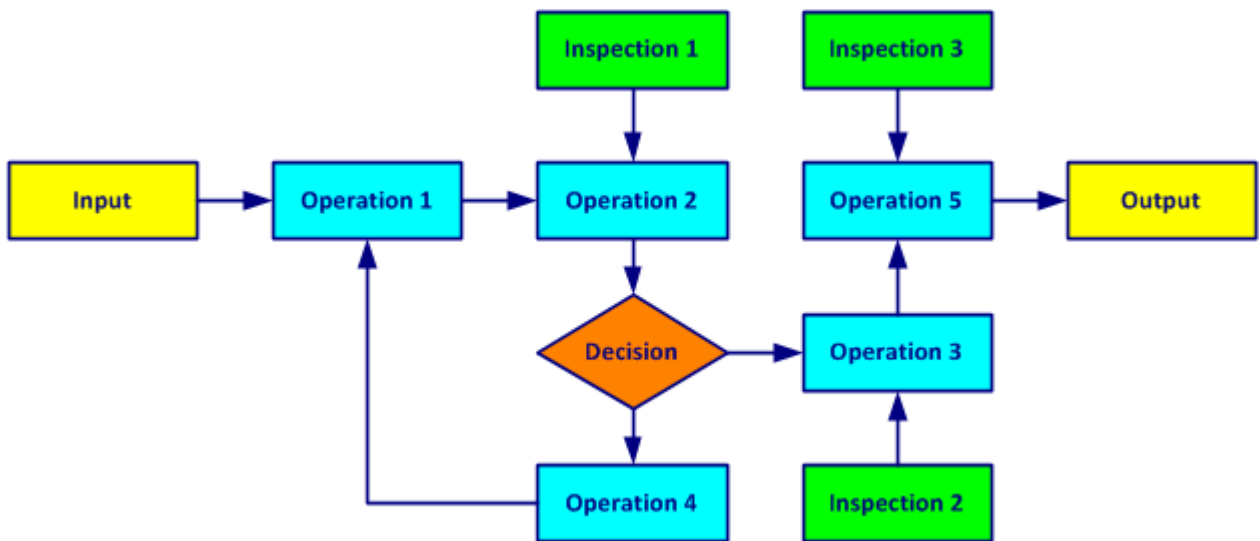 Inspection 1
Inspection 3
Input
Operation 1
Operation 2
Operation 5
Output
Decision
Operation 3
Operation 4
Inspection 2